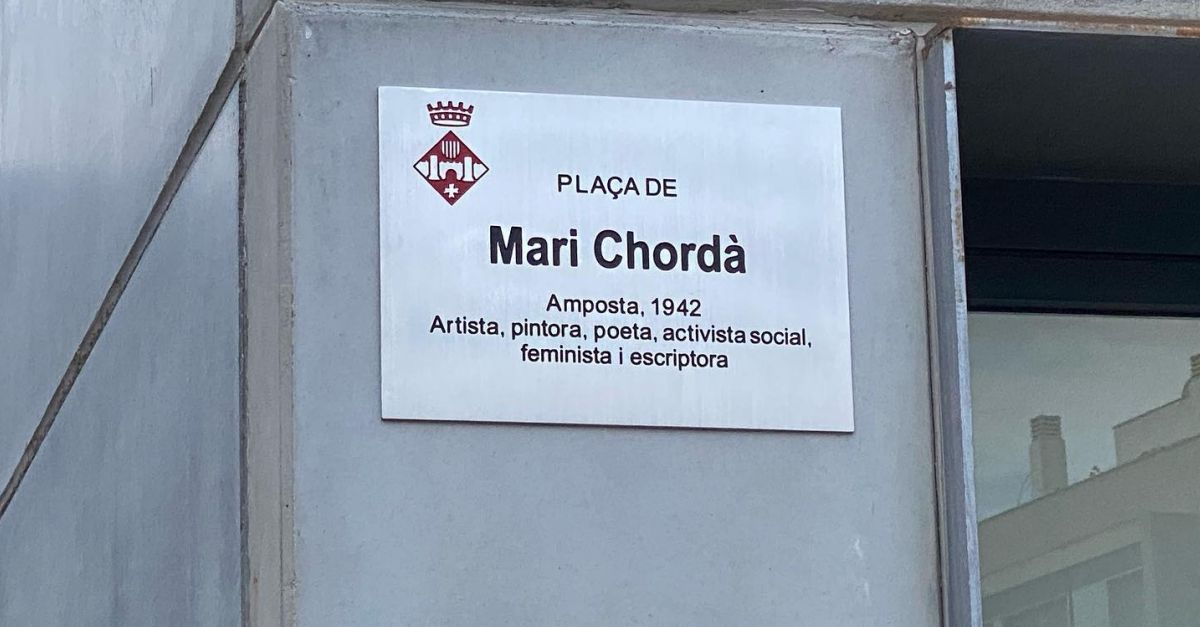 PLAÇA DE
Mari Chordà
Amposta, 1942
Artista, pintora, poeta, activista social,
feminista i escriptora